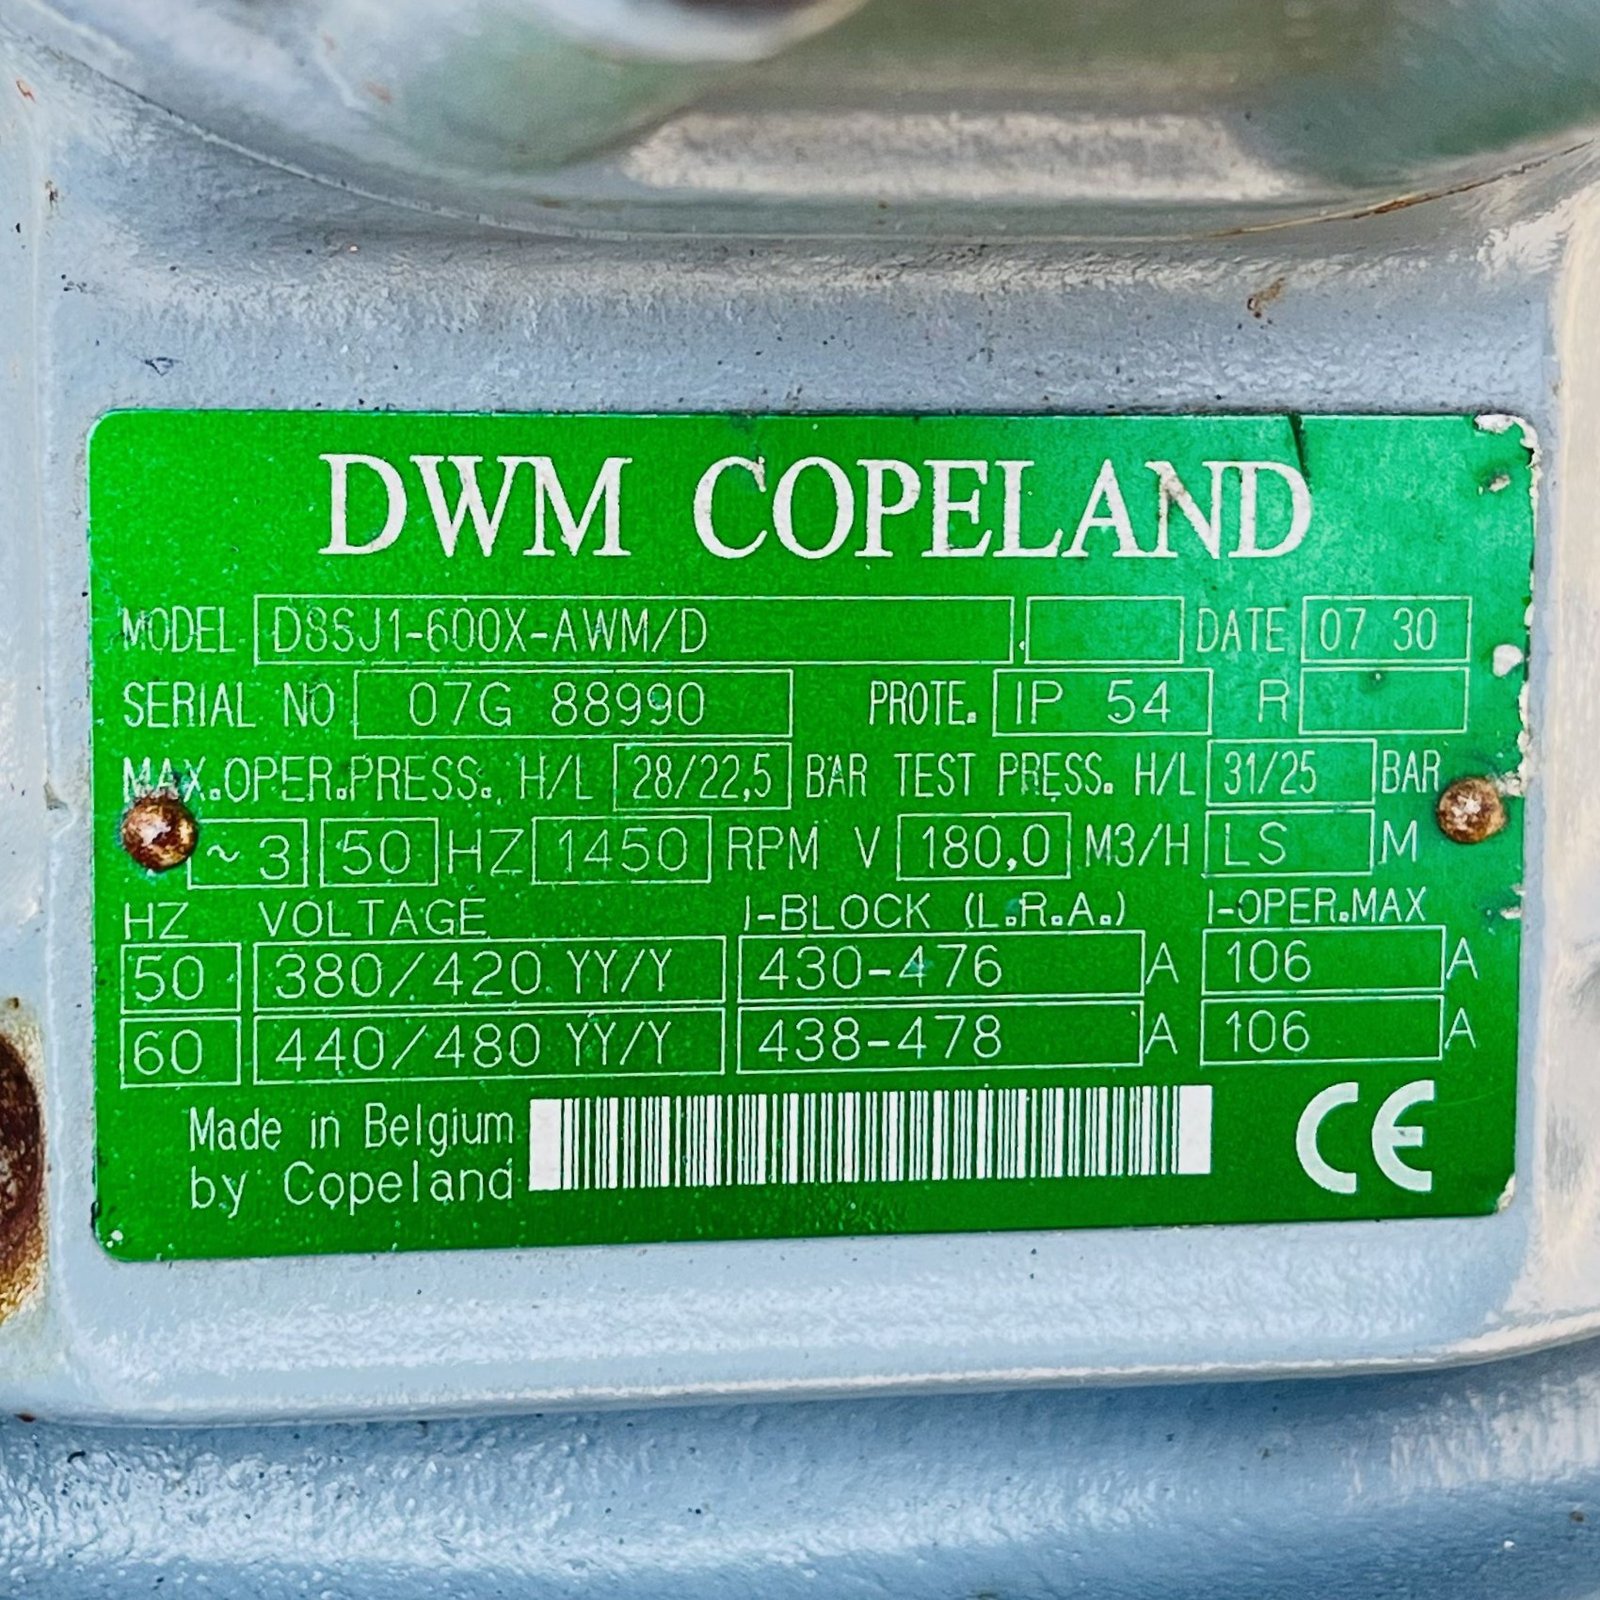 DWM COPELAND
MODEL D8SJ1-600X-AWM/D . DATE 07 30
SERIAL NO 07G 88990 PROTE. IP 54 R
MAX.OPER.PRESS. H/L 28/22,5 BAR TEST PRESS. H/L 31/25 BAR
~ 3 50 HZ 1450 RPM V 180,0 M3/H LS M
HZ VOLTAGE I-BLOCK (L.R.A.) I-OPER.MAX
50 380/420 YY/Y 430-476 A 106 A
60 440/480 YY/Y 438-478 A 106 A
Made in Belgium
by Copeland
CE